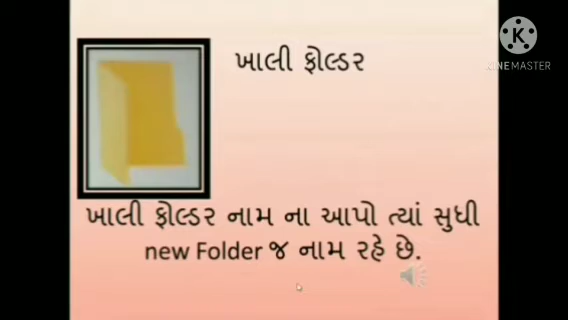 ખાલી ફોલ્ડર
KINEMASTER
ખાલી ફોલ્ડર નામ ના આપો ત્યાં સુધી
new Folder જ નામ રહે છે.